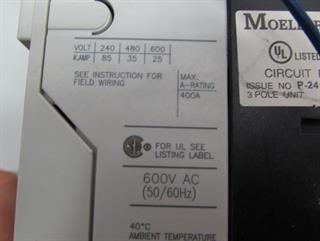 VOLT 240 480 600
KAMP 85 35 25
SEE INSTRUCTION FOR
FIELD WIRING
MAX.
A-RATING
400A
FOR UL SEE
LISTING LABEL
600V AC
(50/60Hz)
40°C
AMBIENT TEMPERATURE
MOELLER
UL LISTED
CIRCUIT
ISSUE NO P-24
3 POLE UNIT